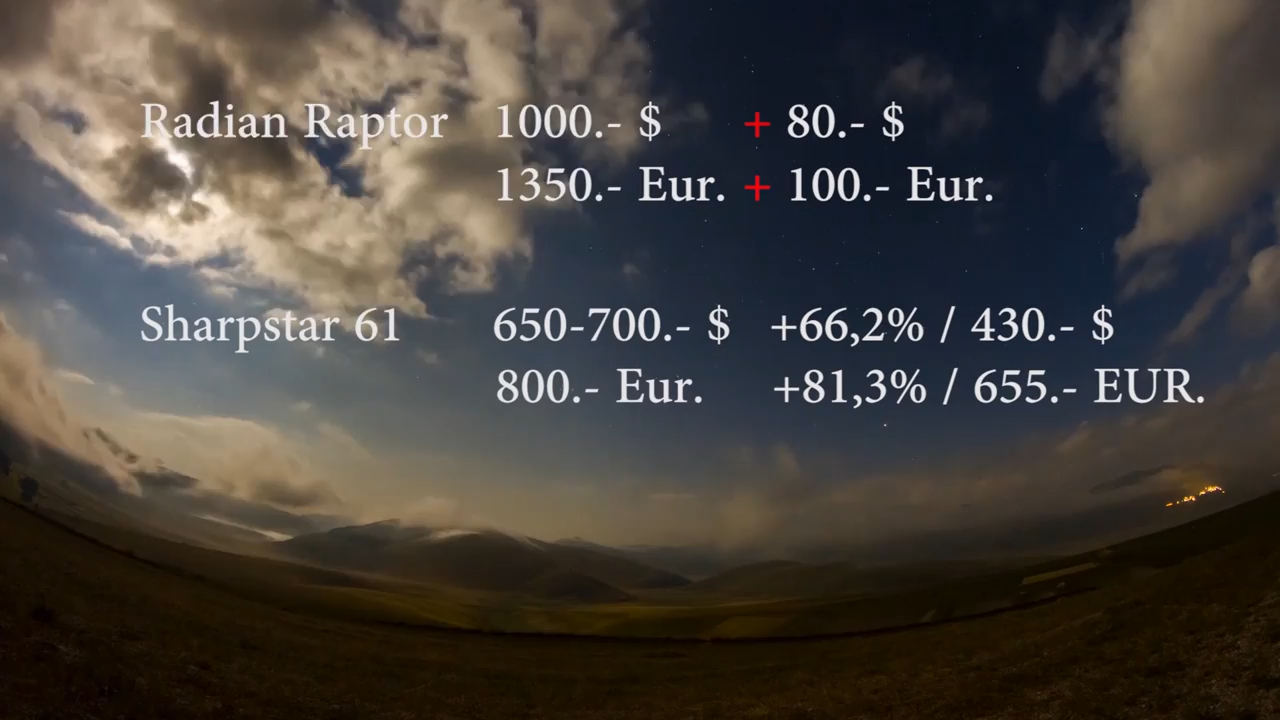 Radian Raptor 1000.- $ + 80.- $
1350.- Eur. + 100.- Eur.
Sharpstar 61 650-700.- $ +66,2% / 430.- $
800.- Eur. +81,3% / 655.- EUR.